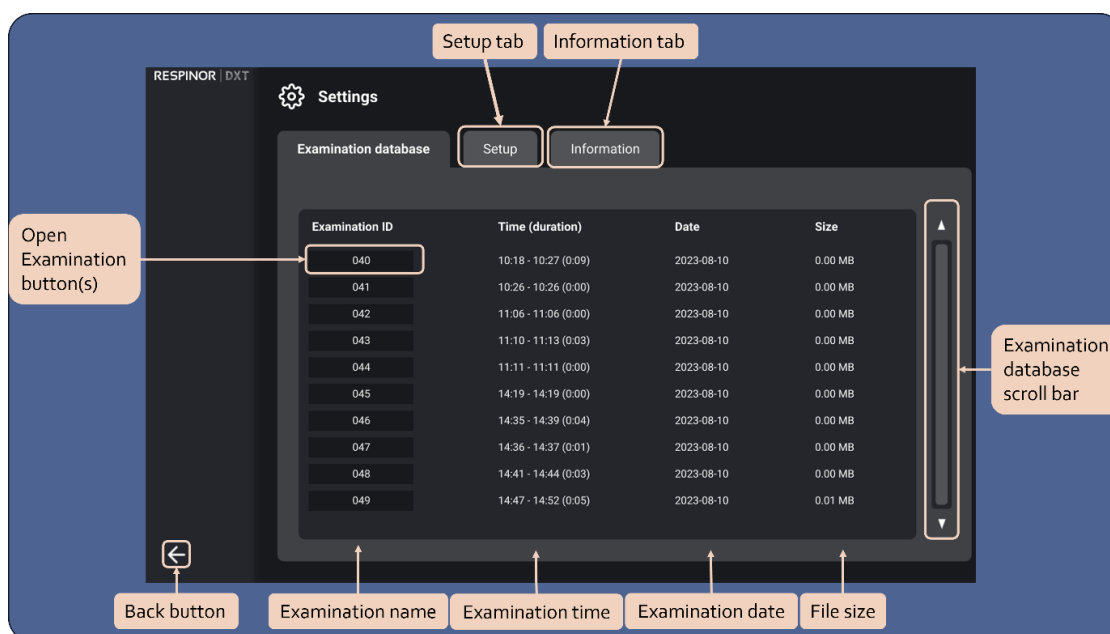 Setup tab
Information tab
RESPINOR | DXT
Settings
Examination database
Setup
Information
Open
Examination
button(s)
Examination ID Time (duration) Date Size
040 10:18 - 10:27 (0:09) 2023-08-10 0.00 MB
041 10:26 - 10:26 (0:00) 2023-08-10 0.00 MB
042 11:06 - 11:06 (0:00) 2023-08-10 0.00 MB
043 11:10 - 11:13 (0:03) 2023-08-10 0.00 MB
044 11:11 - 11:11 (0:00) 2023-08-10 0.00 MB
045 14:19 - 14:19 (0:00) 2023-08-10 0.00 MB
046 14:35 - 14:39 (0:04) 2023-08-10 0.00 MB
047 14:36 - 14:37 (0:01) 2023-08-10 0.00 MB
048 14:41 - 14:44 (0:03) 2023-08-10 0.00 MB
049 14:47 - 14:52 (0:05) 2023-08-10 0.01 MB
Examination
database
scroll bar
Back button
Examination name
Examination time
Examination date
File size